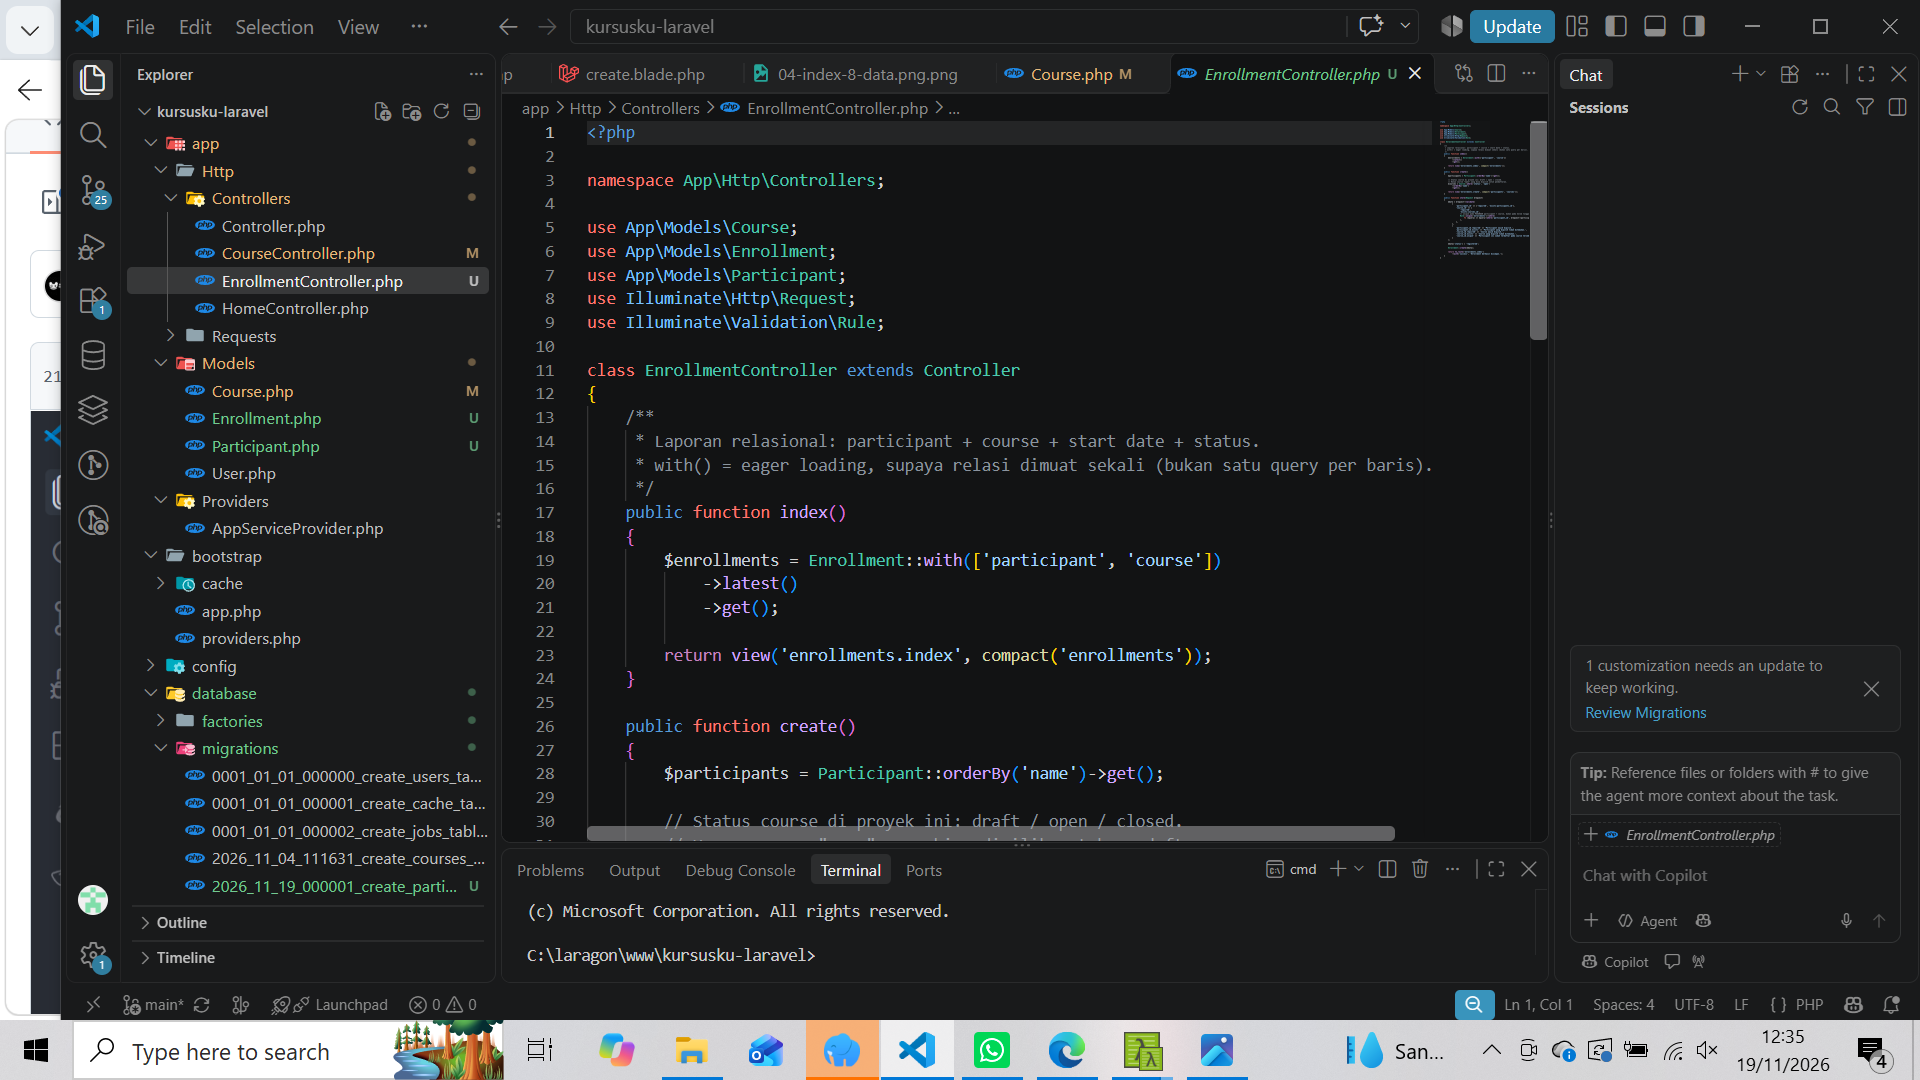 File Edit Selection View ··· kursusku-laravel Update
Explorer
kursusku-laravel
app
Http
Controllers
Controller.php
CourseController.php M
EnrollmentController.php U
HomeController.php
Requests
Models
Course.php M
Enrollment.php U
Participant.php U
User.php
Providers
AppServiceProvider.php
bootstrap
cache
app.php
providers.php
config
database
factories
migrations
0001_01_01_000000_create_users_ta...
0001_01_01_000001_create_cache_ta...
0001_01_01_000002_create_jobs_tabl...
2026_11_04_111631_create_courses_...
2026_11_19_000001_create_parti... U
Outline
Timeline
25
1
1
21
create.blade.php 04-index-8-data.png.png Course.php M EnrollmentController.php U
app > Http > Controllers > EnrollmentController.php > ...
1 <?php
2
3 namespace App\Http\Controllers;
4
5 use App\Models\Course;
6 use App\Models\Enrollment;
7 use App\Models\Participant;
8 use Illuminate\Http\Request;
9 use Illuminate\Validation\Rule;
10
11 class EnrollmentController extends Controller
12 {
13 /**
14 * Laporan relasional: participant + course + start date + status.
15 * with() = eager loading, supaya relasi dimuat sekali (bukan satu query per baris).
16 */
17 public function index()
18 {
19 $enrollments = Enrollment::with(['participant', 'course'])
20 ->latest()
21 ->get();
22
23 return view('enrollments.index', compact('enrollments'));
24 }
25
26 public function create()
27 {
28 $participants = Participant::orderBy('name')->get();
29
30 // Status course di proyek ini: draft / open / closed.
Problems Output Debug Console Terminal Ports cmd
(c) Microsoft Corporation. All rights reserved.
C:\laragon\www\kursusku-laravel>
Chat
Sessions
1 customization needs an update to
keep working.
Review Migrations
Tip: Reference files or folders with # to give
the agent more context about the task.
EnrollmentController.php
Chat with Copilot
Agent
Copilot
main* Launchpad 0 0 Ln 1, Col 1 Spaces: 4 UTF-8 LF { } PHP
Type here to search San... 12:35
19/11/2026
4